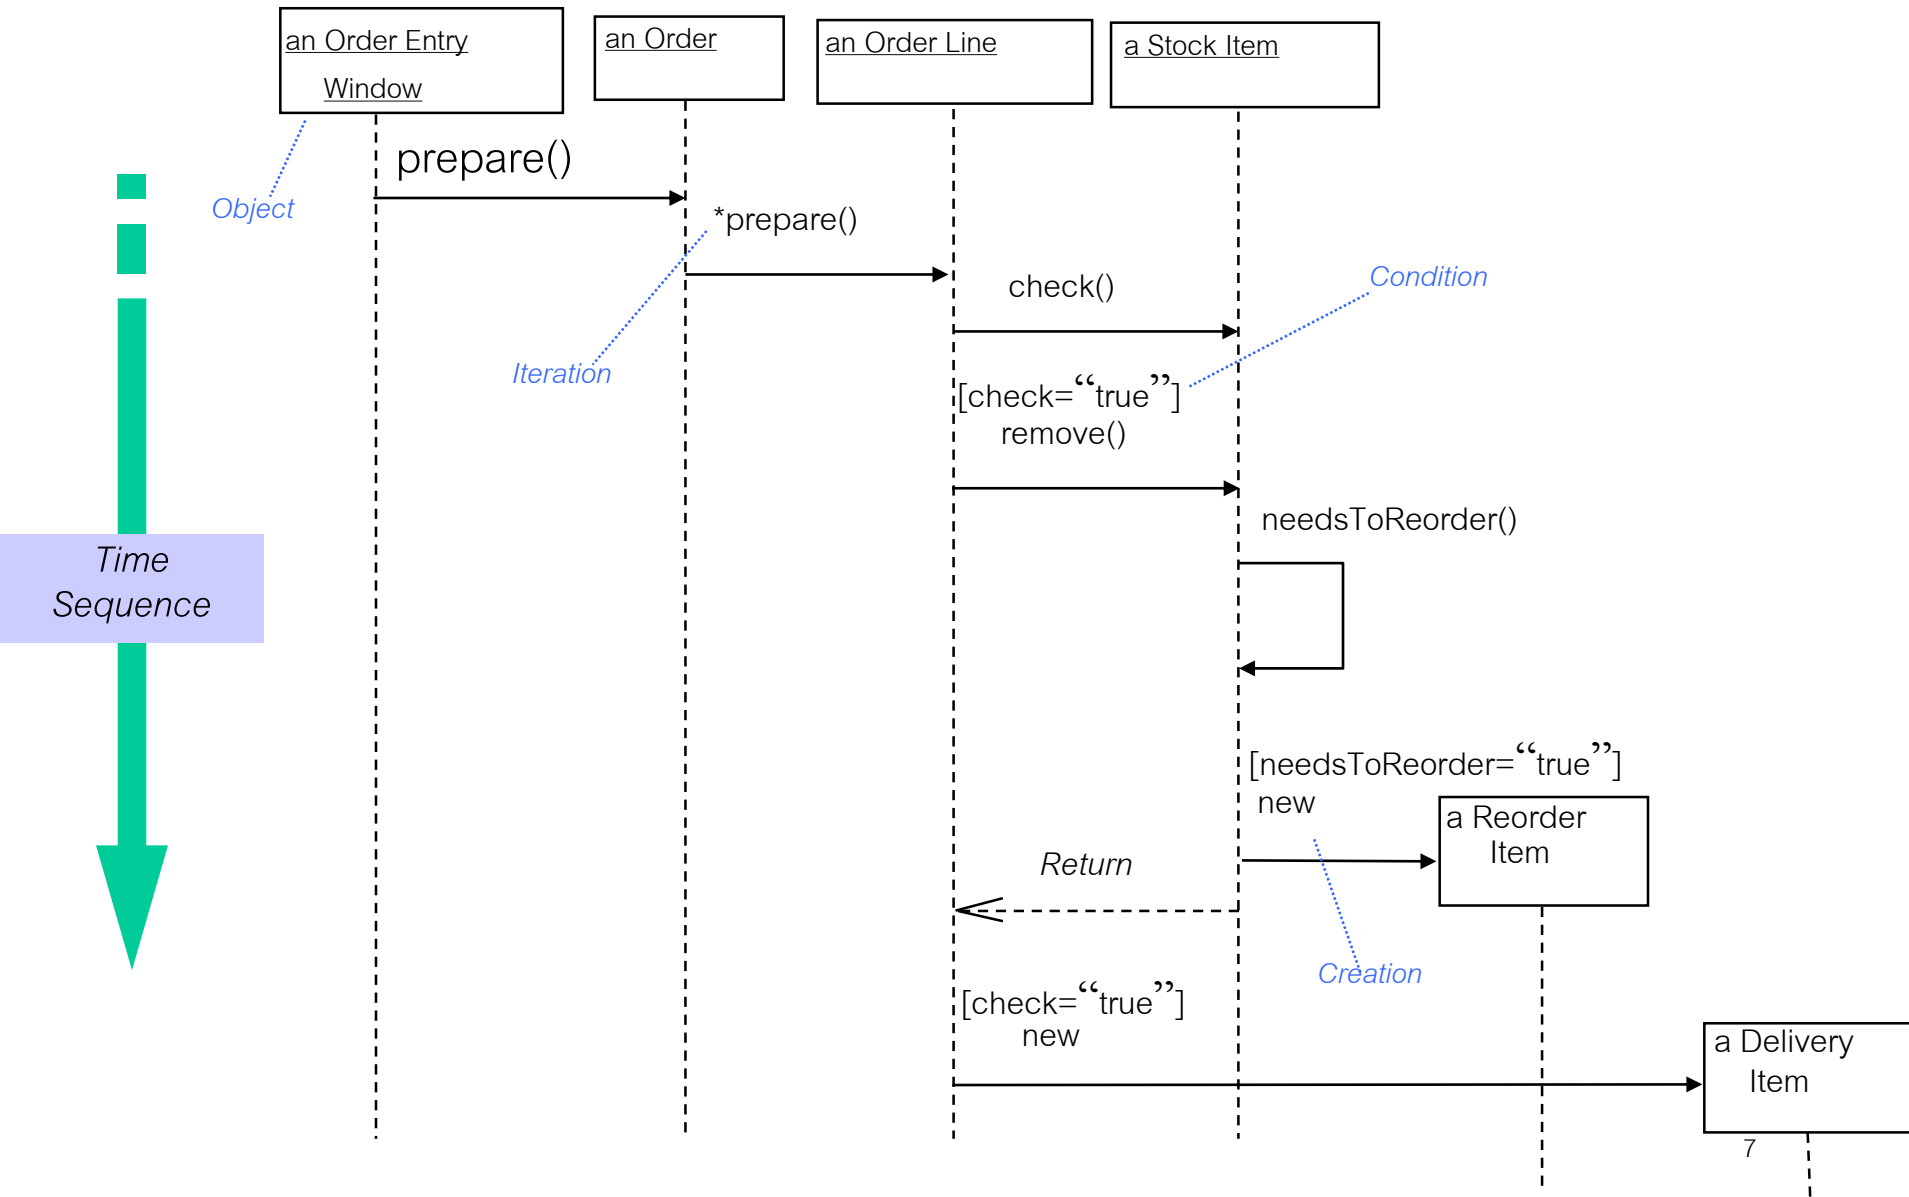 an Order Entry
Window
an Order
an Order Line
a Stock Item
prepare()
Object
*prepare()
check()
Condition
Iteration
[check=“true”]
remove()
needsToReorder()
Time
Sequence
[needsToReorder=“true”]
new
a Reorder
Item
Return
Creation
[check=“true”]
new
a Delivery
Item
7